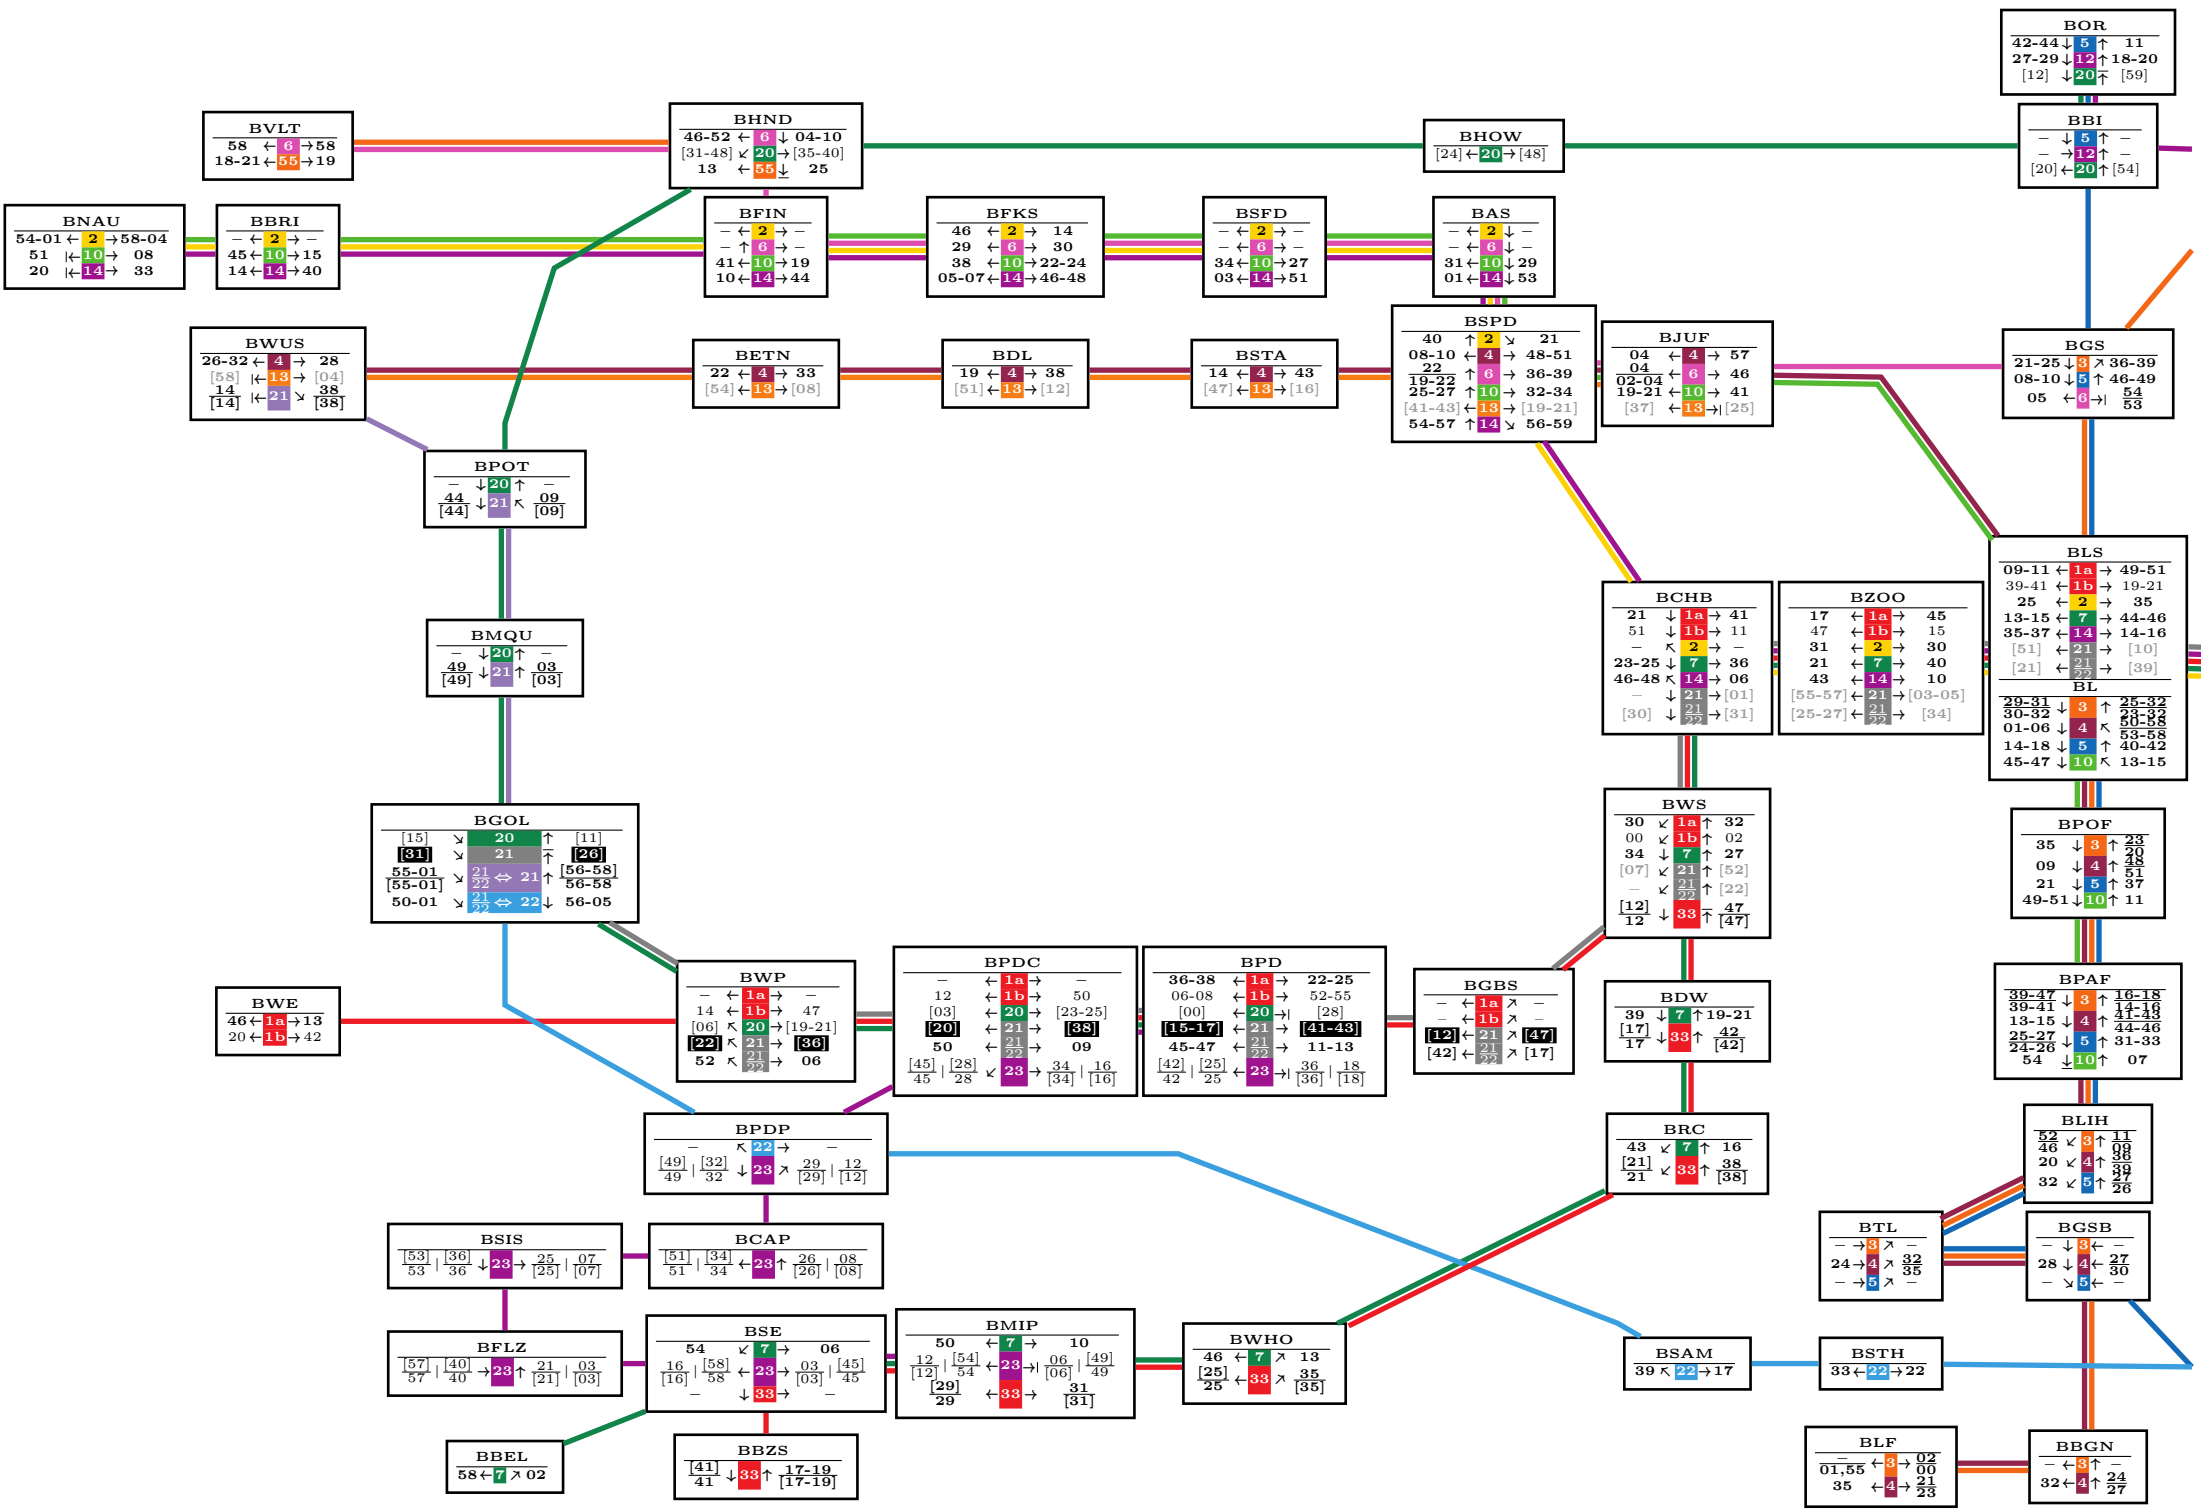 BOR
42-44 ↓ 5 ↑ 11
27-29 ↓ 12 ↑ 18-20
[12] ↓ 20 ↑ [59]
BVLT
58 ← 6 → 58
18-21 ← 55 → 19
BHND
46-52 ← 6 ↓ 04-10
[31-48] ↙ 20 → [35-40]
13 ← 55 ↓ 25
BHOW
[24] ← 20 → [48]
BBI
– ↓ 5 ↑ –
– → 12 ↑ –
[20] ← 20 ↑ [54]
BNAU
54-01 ← 2 → 58-04
51 |← 10 → 08
20 |← 14 → 33
BBRI
– ← 2 → –
45 ← 10 → 15
14 ← 14 → 40
BFIN
– ← 2 → –
– ↑ 6 → –
41 ← 10 → 19
10 ← 14 → 44
BFKS
46 ← 2 → 14
29 ← 6 → 30
38 ← 10 → 22-24
05-07 ← 14 → 46-48
BSFD
– ← 2 → –
– ← 6 → –
34 ← 10 → 27
03 ← 14 → 51
BAS
– ← 2 ↓ –
– ← 6 ↓ –
31 ← 10 ↓ 29
01 ← 14 ↓ 53
BWUS
26-32 ← 4 → 28
[58] |← 13 → [04]
14
[14] |← 21 ↘ 38
[38]
BETN
22 ← 4 → 33
[54] ← 13 → [08]
BDL
19 ← 4 → 38
[51] ← 13 → [12]
BSTA
14 ← 4 → 43
[47] ← 13 → [16]
BSPD
40 ↑ 2 ↘ 21
08-10 ← 4 → 48-51
22
19-22 ↑ 6 → 36-39
25-27 ↑ 10 → 32-34
[41-43] ← 13 → [19-21]
54-57 ↑ 14 ↘ 56-59
BJUF
04 ← 4 → 57
04
02-04 ← 6 → 46
19-21 ← 10 → 41
[37] ← 13 →| [25]
BGS
21-25 ↓ 3 ↗ 36-39
08-10 ↓ 5 ↑ 46-49
05 ← 6 →| 54
53
BPOT
– ↓ 20 ↑ –
44
[44] ↓ 21 ↖ 09
[09]
BMQU
– ↓ 20 ↑ –
49
[49] ↓ 21 ↑ 03
[03]
BCHB
21 ↓ 1a → 41
51 ↓ 1b → 11
– ↖ 2 → –
23-25 ↓ 7 → 36
46-48 ↖ 14 → 06
– ↓ 21 → [01]
[30] ↓ 21
22 → [31]
BZOO
17 ← 1a → 45
47 ← 1b → 15
31 ← 2 → 30
21 ← 7 → 40
43 ← 14 → 10
[55-57] ← 21 → [03-05]
[25-27] ← 21
22 → [34]
BLS
09-11 ← 1a → 49-51
39-41 ← 1b → 19-21
25 ← 2 → 35
13-15 ← 7 → 44-46
35-37 ← 14 → 14-16
[51] ← 21 → [10]
[21] ← 21
22 → [39]
BL
29-31
30-32 ↓ 3 ↑ 25-32
23-32
01-06 ↓ 4 ↖ 50-58
53-58
14-18 ↓ 5 ↑ 40-42
45-47 ↓ 10 ↖ 13-15
BGOL
[15] ↘ 20 ↑ [11]
[31] ↘ 21 ↑ [26]
55-01
[55-01] ↘ 21
22 ⇔ 21 ↑ [56-58]
56-58
50-01 ↘ 21
22 ⇔ 22 ↓ 56-05
BWS
30 ↙ 1a ↑ 32
00 ↙ 1b ↑ 02
34 ↓ 7 ↑ 27
[07] ↙ 21 ↑ [52]
– ↙ 21
22 ↑ [22]
[12]
12 ↓ 33 ↑ 47
[47]
BPOF
35 ↓ 3 ↑ 23
20
09 ↓ 4 ↑ 48
51
21 ↓ 5 ↑ 37
49-51 ↓ 10 ↑ 11
BWE
46 ← 1a → 13
20 ← 1b → 42
BWP
– ← 1a → –
14 ← 1b → 47
[06] ↖ 20 → [19-21]
[22] ↖ 21 → [36]
52 ↖ 21
22 → 06
BPDC
– ← 1a → –
12 ← 1b → 50
[03] ← 20 → [23-25]
[20] ← 21 → [38]
50 ← 21
22 → 09
[45]
45 | [28]
28 ↙ 23 → 34
[34] | 16
[16]
BPD
36-38 ← 1a → 22-25
06-08 ← 1b → 52-55
[00] ← 20 →| [28]
[15-17] ← 21 → [41-43]
45-47 ← 21
22 → 11-13
[42]
42 | [25]
25 ← 23 →| 36
[36] | 18
[18]
BGBS
– ← 1a ↗ –
– ← 1b ↗ –
[12] ← 21 ↗ [47]
[42] ← 21
22 ↗ [17]
BDW
39 ↓ 7 ↑ 19-21
[17]
17 ↓ 33 ↑ 42
[42]
BPAF
39-47
39-41 ↓ 3 ↑ 16-18
14-16
13-15 ↓ 4 ↑ 41-43
44-46
25-27
24-26 ↓ 5 ↑ 31-33
54 ↓ 10 ↑ 07
BPDP
– ↖ 22 → –
[49]
49 | [32]
32 ↓ 23 ↗ 29
[29] | 12
[12]
BRC
43 ↙ 7 ↑ 16
[21]
21 ↙ 33 ↑ 38
[38]
BLIH
52
46 ↙ 3 ↑ 11
09
20 ↙ 4 ↑ 36
39
32 ↙ 5 ↑ 27
26
BSIS
[53]
53 | [36]
36 ↓ 23 → 25
[25] | 07
[07]
BCAP
[51]
51 | [34]
34 ← 23 ↑ 26
[26] | 08
[08]
BTL
– → 3 ↗ –
24 → 4 ↗ 32
35
– → 5 ↗ –
BGSB
– ↓ 3 ← –
28 ↓ 4 ← 27
30
– ↘ 5 ← –
BFLZ
[57]
57 | [40]
40 → 23 ↑ 21
[21] | 03
[03]
BSE
54 ↙ 7 → 06
16
[16] | [58]
58 ← 23 → 03
[03] | [45]
45
– ↓ 33 → –
BMIP
50 ← 7 → 10
12
[12] | [54]
54 ← 23 →| 06
[06] | [49]
49
[29]
29 ← 33 → 31
[31]
BWHO
46 ← 7 ↗ 13
[25]
25 ← 33 ↗ 35
[35]
BSAM
39 ↖ 22 → 17
BSTH
33 ← 22 → 22
BBEL
58 ← 7 ↗ 02
BBZS
[41]
41 ↓ 33 ↑ 17-19
[17-19]
BLF
–
01,55 ← 3 → 02
00
35 ← 4 → 21
23
BBGN
– ← 3 ↑ –
32 ← 4 ↑ 24
27